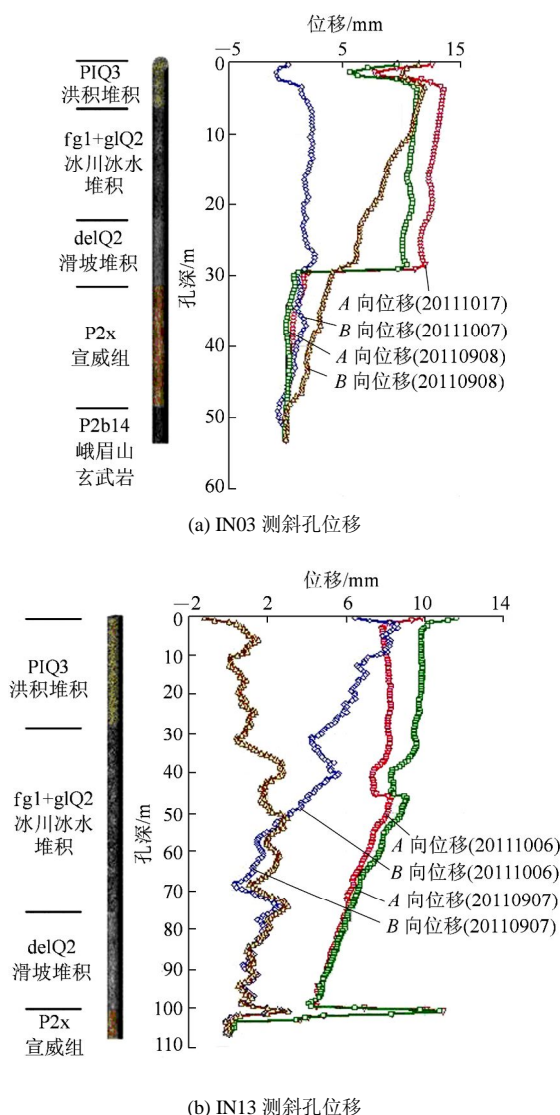 位移/mm
−5
5
15
0
10
20
30
40
50
60
孔深/m
PIQ3
洪积堆积
fg1+glQ2
冰川冰水
堆积
delQ2
滑坡堆积
P2x
宣威组
P2b14
峨眉山
玄武岩
A 向位移(20111017)
B 向位移(20111007)
A 向位移(20110908)
B 向位移(20110908)
(a) IN03 测斜孔位移
位移/mm
−2
2
6
10
14
0
10
20
30
40
50
60
70
80
90
100
110
孔深/m
PIQ3
洪积堆积
fg1+glQ2
冰川冰水
堆积
delQ2
滑坡堆积
P2x
宣威组
A 向位移(20111006)
B 向位移(20111006)
A 向位移(20110907)
B 向位移(20110907)
(b) IN13 测斜孔位移